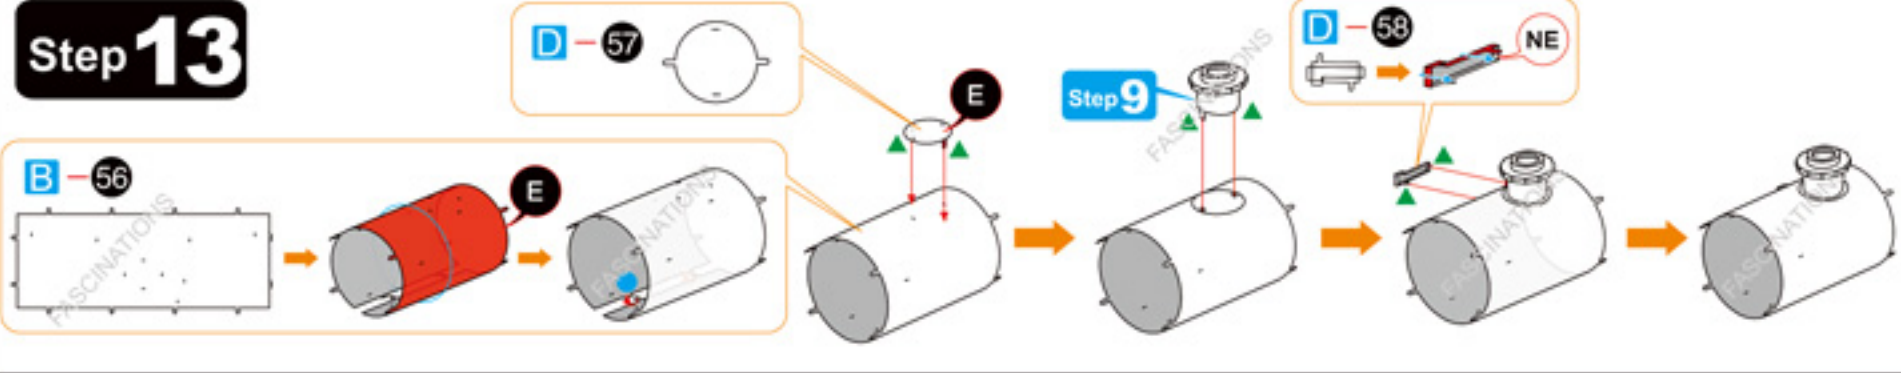 Step 13
D - 57
E
Step 9
D - 58
NE
B - 56
E
FASCINATIONS
FASCINATIONS
FASCINATIONS
FASCINATIONS
FASCINATIONS
FASCINATIONS